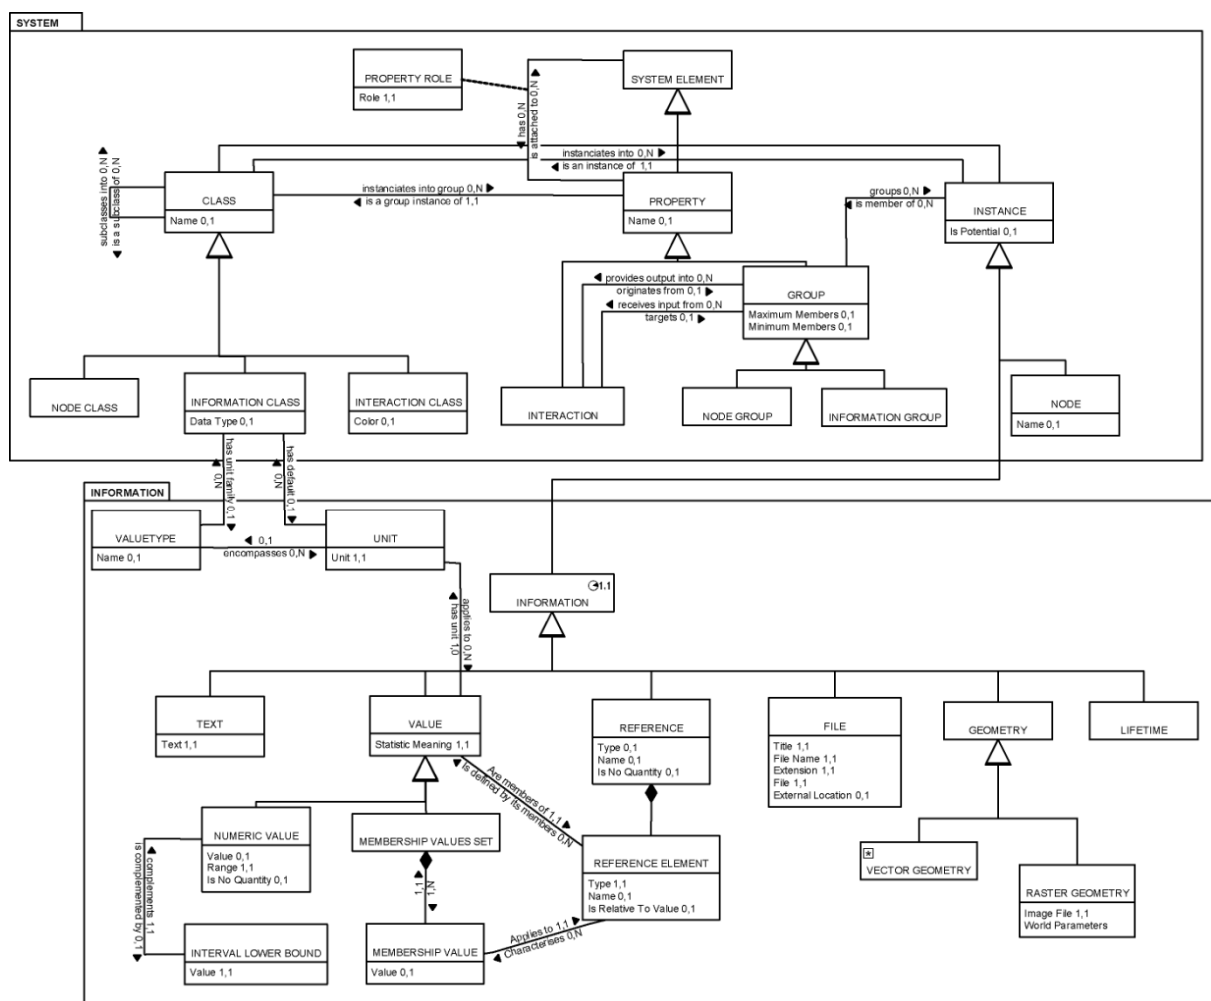 SYSTEM
PROPERTY ROLE
Role 1,1
SYSTEM ELEMENT
has 0,N
is attached to 0,N
instanciates into 0,N
is an instance of 1,1
subclasses into 0,N
is a subclass of 0,N
CLASS
Name 0,1
instanciates into group 0,N
is a group instance of 1,1
PROPERTY
Name 0,1
groups 0,N
is member of 0,N
INSTANCE
Is Potential 0,1
provides output into 0,N
originates from 0,1
receives input from 0,N
targets 0,1
GROUP
Maximum Members 0,1
Minimum Members 0,1
NODE CLASS
INFORMATION CLASS
Data Type 0,1
INTERACTION CLASS
Color 0,1
INTERACTION
NODE GROUP
INFORMATION GROUP
NODE
Name 0,1
has unit family 0,1
0,N
has default 0,1
0,N
INFORMATION
VALUETYPE
Name 0,1
0,1
encompasses 0,N
UNIT
Unit 1,1
applies to 0,N
has unit 1,0
1.1
INFORMATION
TEXT
Text 1,1
VALUE
Statistic Meaning 1,1
REFERENCE
Type 0,1
Name 0,1
Is No Quantity 0,1
FILE
Title 1,1
File Name 1,1
Extension 1,1
File 1,1
External Location 0,1
GEOMETRY
LIFETIME
Are members of 1,1
Is defined by its members 0,N
NUMERIC VALUE
Value 0,1
Range 1,1
Is No Quantity 0,1
MEMBERSHIP VALUES SET
REFERENCE ELEMENT
Type 1,1
Name 0,1
Is Relative To Value 0,1
VECTOR GEOMETRY
RASTER GEOMETRY
Image File 1,1
World Parameters
complements 1,1
is complemented by 0,1
1,1
1,N
Applies to 1,1
Characterises 0,N
INTERVAL LOWER BOUND
Value 1,1
MEMBERSHIP VALUE
Value 0,1